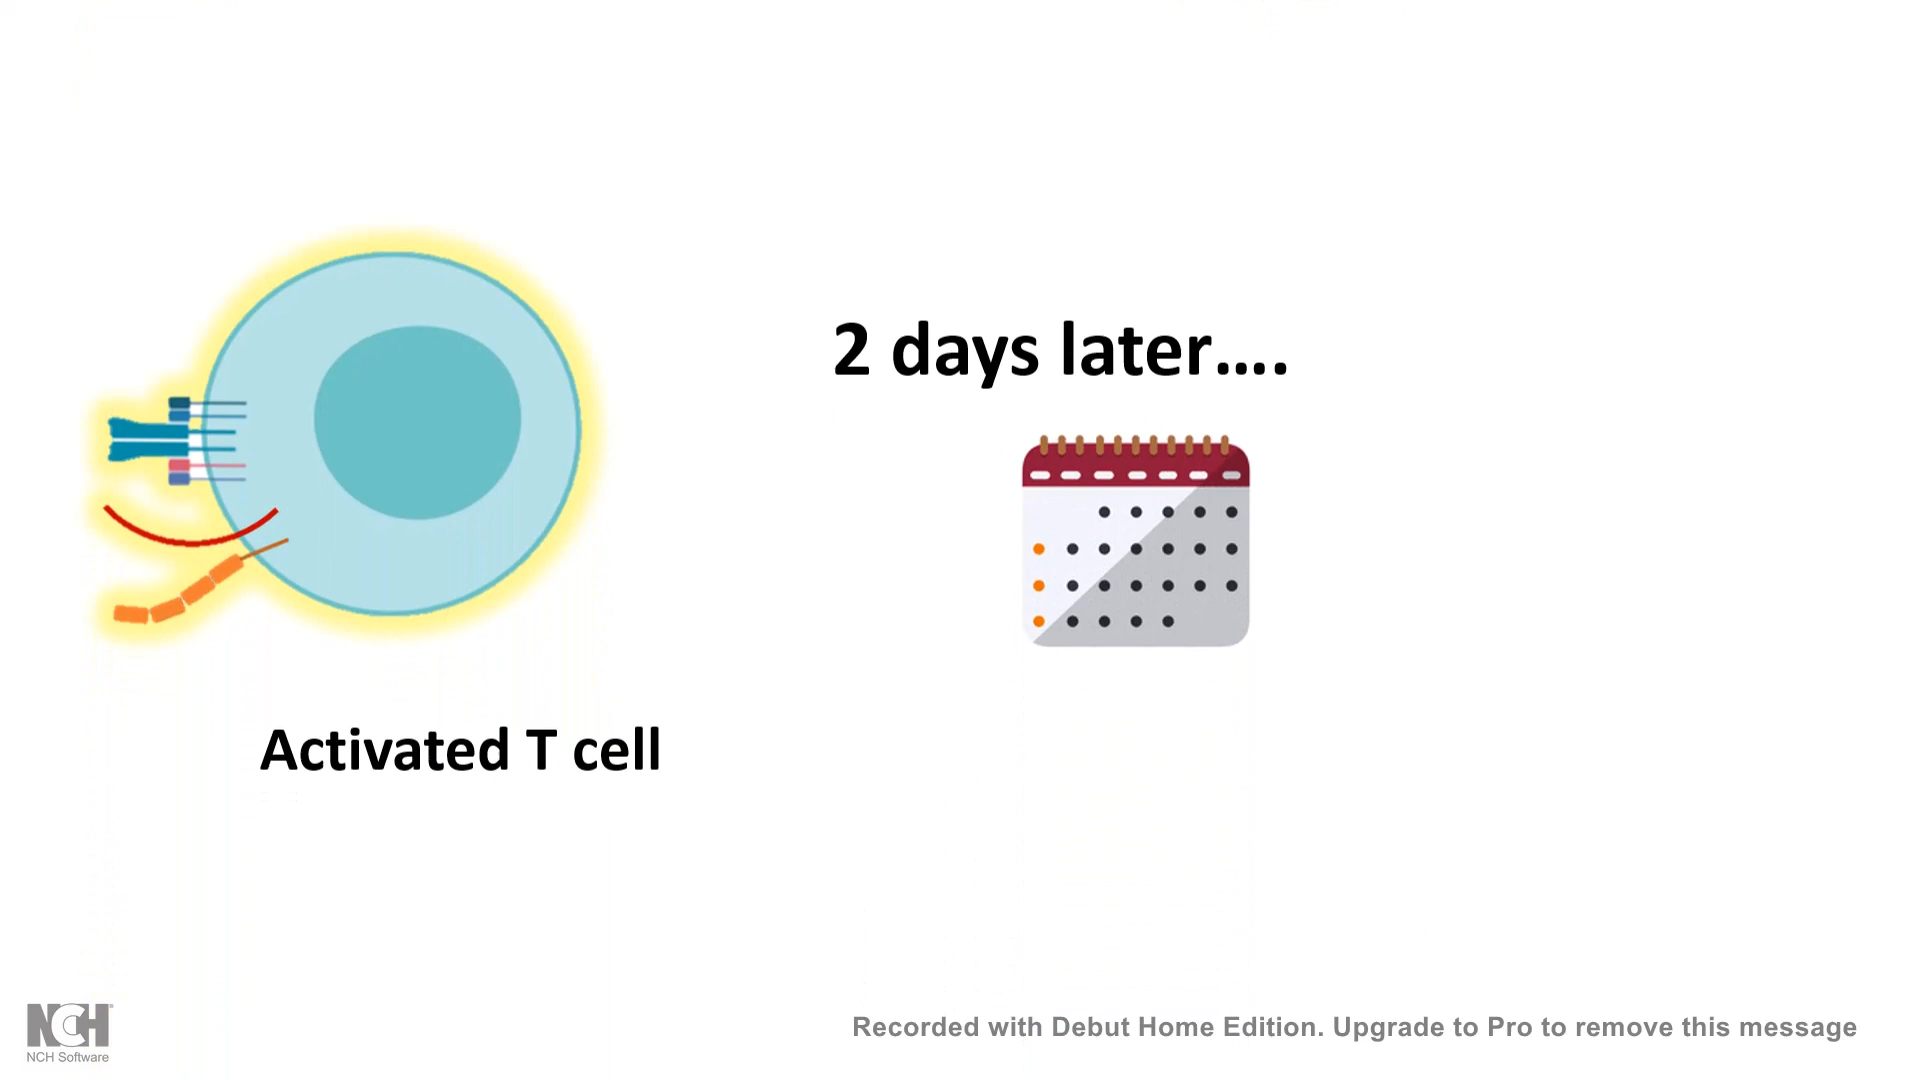 2 days later....
Activated T cell
NCH
NCH Software
Recorded with Debut Home Edition. Upgrade to Pro to remove this message